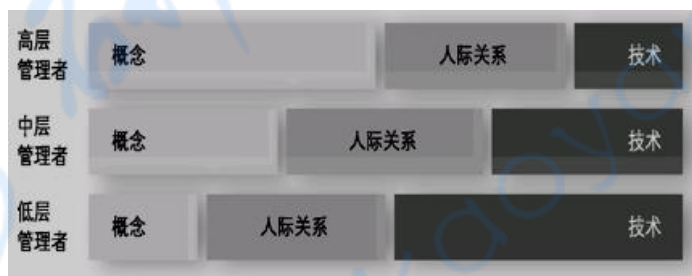 高层
管理者
概念 人际关系 技术
中层
管理者
概念 人际关系 技术
低层
管理者
概念 人际关系 技术